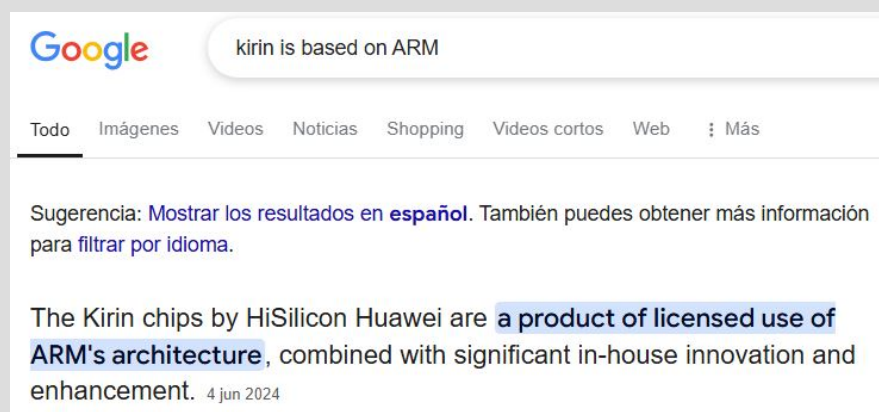 Google
kirin is based on ARM
Todo Imágenes Videos Noticias Shopping Videos cortos Web Más
Sugerencia: Mostrar los resultados en español. También puedes obtener más información
para filtrar por idioma.
The Kirin chips by HiSilicon Huawei are a product of licensed use of
ARM's architecture, combined with significant in-house innovation and
enhancement. 4 jun 2024